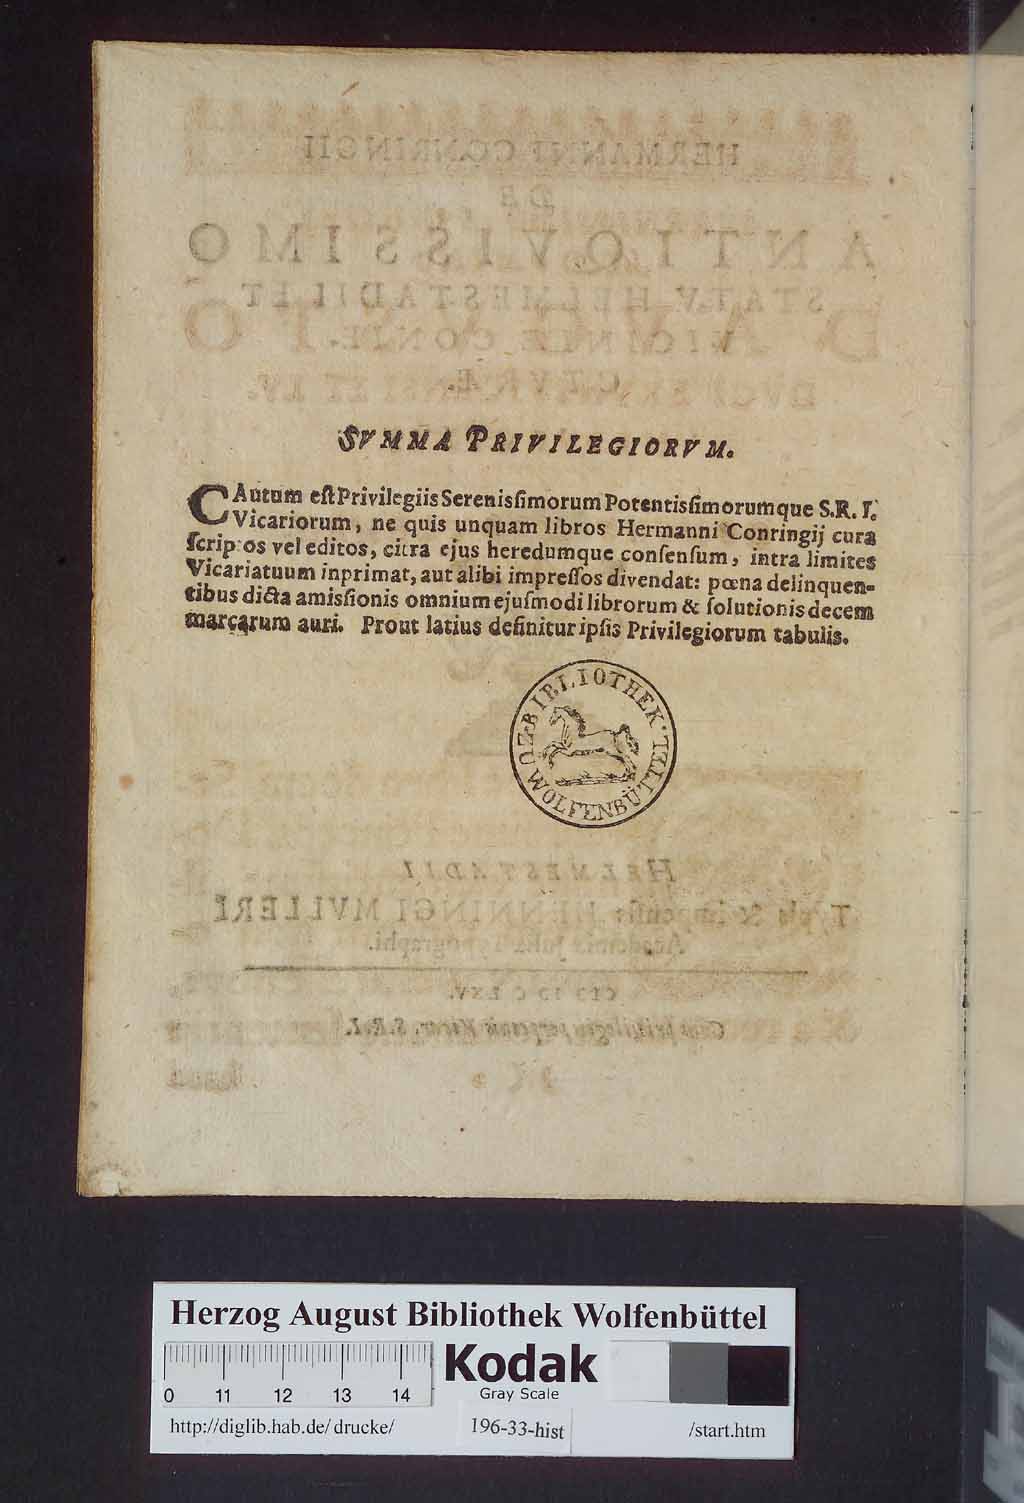 SVMMA PRIVILEGIORVM.
CAutum eſt Privilegiis Sereniſſimorum Potentiſſimorumque S.R.I.
Vicariorum, ne quis unquam libros Hermanni Conringij cura
ſcriptos vel editos, citra ejus heredumque conſenſum, intra limites
Vicariatuum inprimat, aut alibi impreſſos divendat: pœna delinquen-
tibus dicta amiſſionis omnium ejuſmodi librorum & ſolutionis decem
marcarum auri. Prout latius definitur ipſis Privilegiorum tabulis.
BIBLIOTHEK
ZU WOLFENBÜTTEL
Herzog August Bibliothek Wolfenbüttel
0 11 12 13 14
Kodak
Gray Scale
http://diglib.hab.de/drucke/ 196-33-hist /start.htm